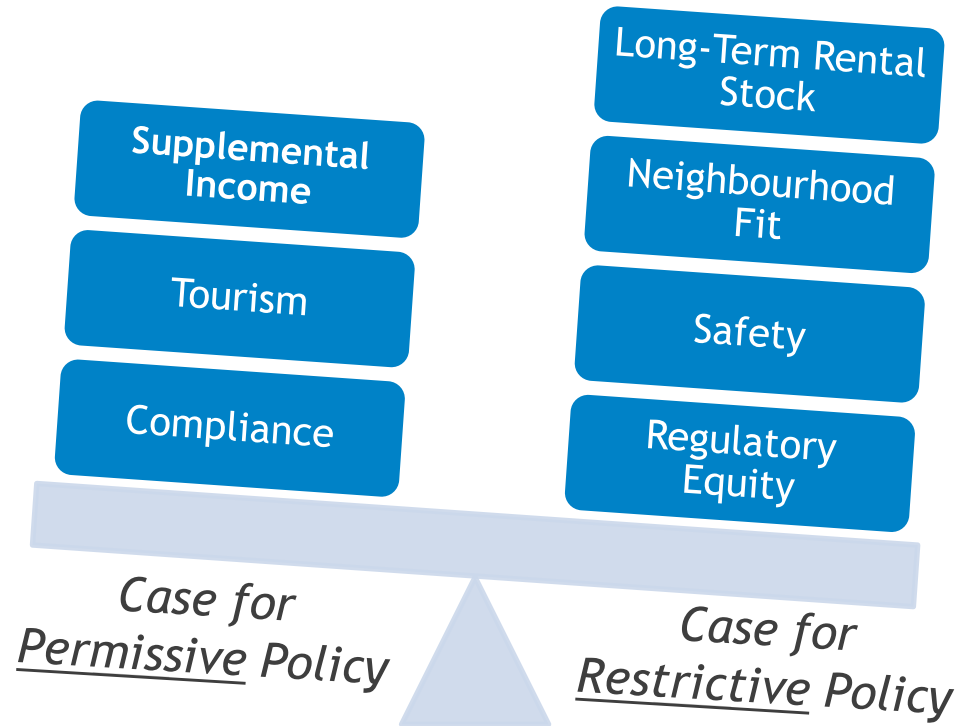 Supplemental
Income
Tourism
Compliance
Case for
Permissive Policy
Long-Term Rental
Stock
Neighbourhood
Fit
Safety
Regulatory
Equity
Case for
Restrictive Policy